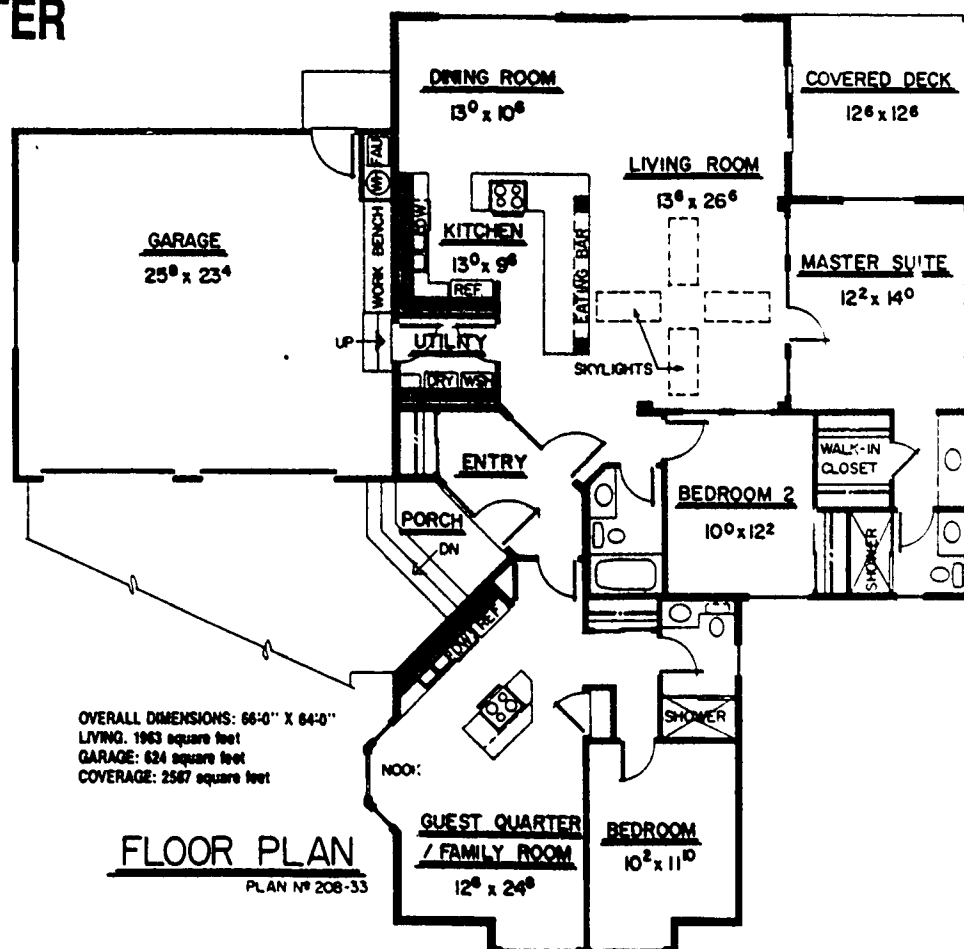 TER
DINING ROOM
13⁰ x 10⁶
COVERED DECK
12⁶ x 12⁶
LIVING ROOM
13⁶ x 26⁶
FAU
WH
WORK BENCH
GARAGE
25⁸ x 23⁴
DW
KITCHEN
13⁰ x 9⁶
REF.
EATING BAR
MASTER SUITE
12² x 14⁰
UP
UTILITY
DRY
WSH
SKYLIGHTS
ENTRY
WALK-IN
CLOSET
BEDROOM 2
10⁰ x 12²
PORCH
DN
SHOWER
REF.
DW
SHOWER
OVERALL DIMENSIONS: 66'-0" X 64'-0"
LIVING. 1963 square feet
GARAGE: 624 square feet
COVERAGE: 2587 square feet
NOOK
GUEST QUARTER
/ FAMILY ROOM
12⁶ x 24⁸
BEDROOM
10² x 11¹⁰
FLOOR PLAN
PLAN Nº 208-33